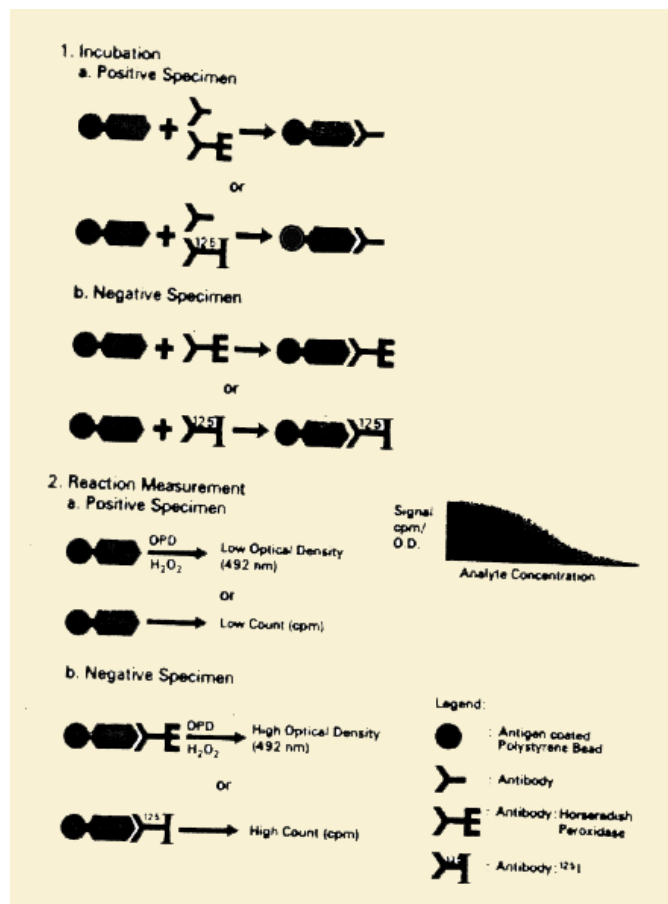 1. Incubation
a. Positive Specimen
+
E
or
+
125
I
b. Negative Specimen
+
E
E
or
+
125
I
125
I
2. Reaction Measurement
a. Positive Specimen
OPD
H₂O₂
Low Optical Density
(492 nm)
or
Low Count (cpm)
Signal
cpm/
O.D.
Analyte Concentration
b. Negative Specimen
E
OPD
H₂O₂
High Optical Density
(492 nm)
or
125
I
High Count (cpm)
Legend:
: Antigen coated
Polystyrene Bead
: Antibody
E
: Antibody: Horseradish
Peroxidase
125
I
: Antibody: ¹²⁵I